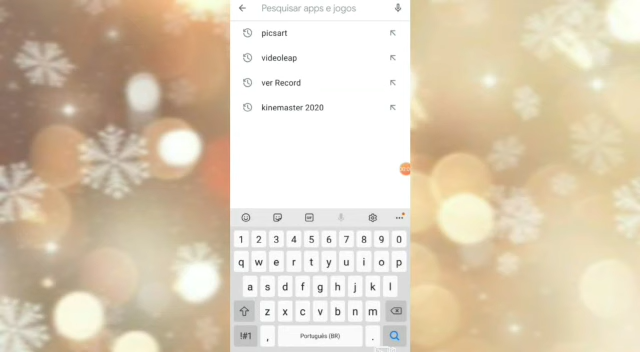 Pesquisar apps e jogos
picsart
videoleap
ver Record
kinemaster 2020
1 2 3 4 5 6 7 8 9 0
q w e r t y u i o p
a s d f g h j k l
z x c v b n m
!#1 , Português (BR) .